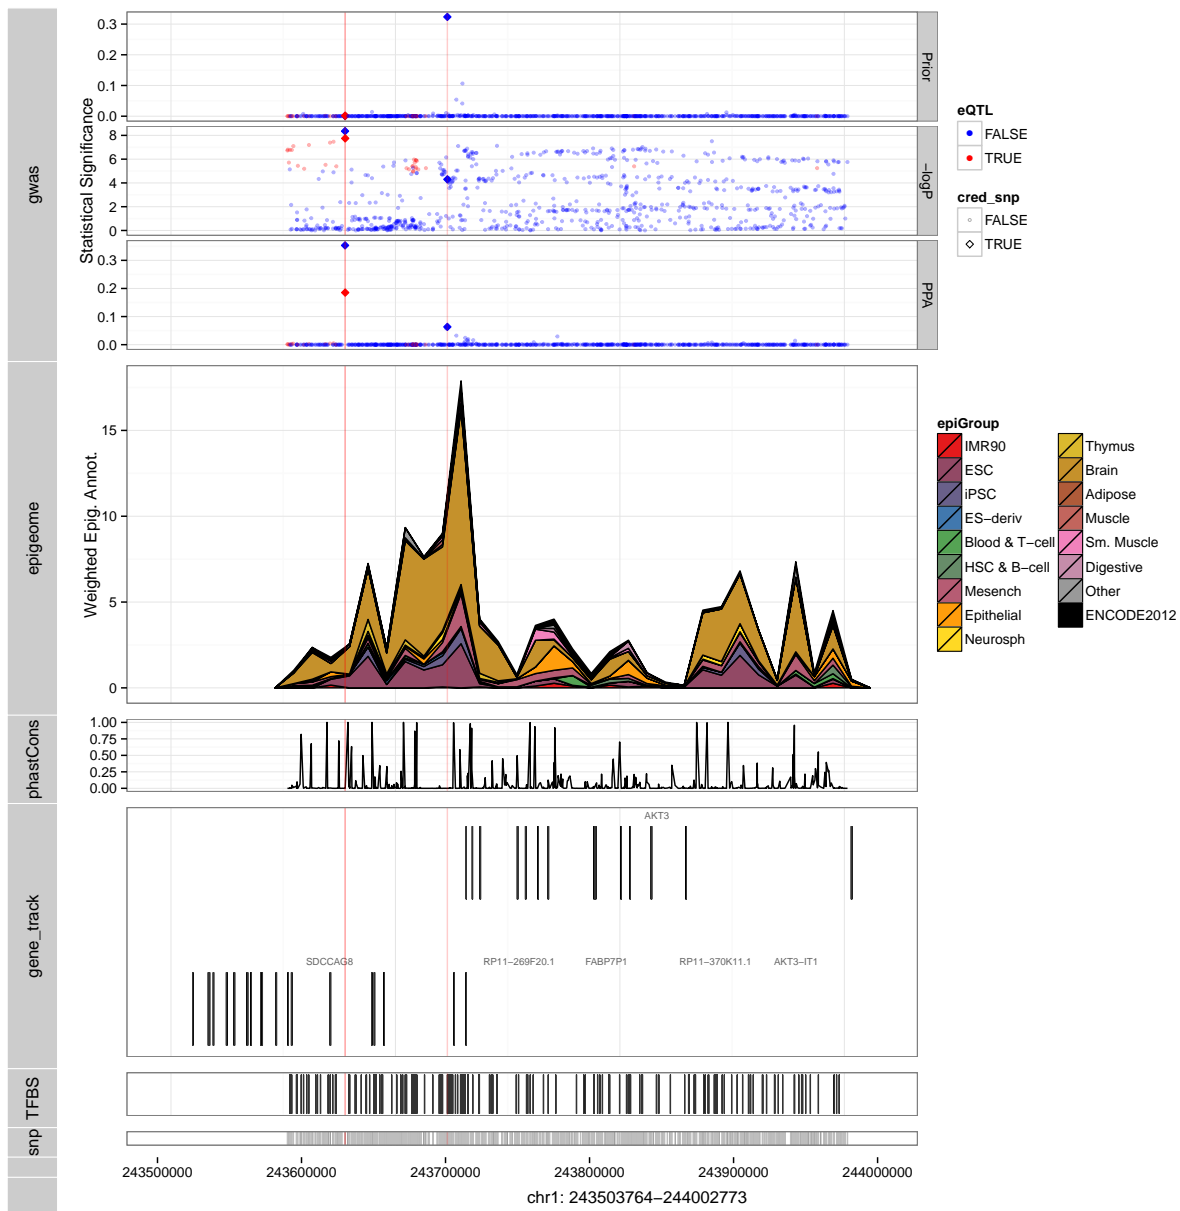 gwas
Statistical Significance
0.3
0.2
0.1
0.0
Prior
8
6
4
2
0
−logP
0.3
0.2
0.1
0.0
PPA
eQTL
FALSE
TRUE
cred_snp
FALSE
TRUE
epigeome
Weighted Epig. Annot.
15
10
5
0
epiGroup
IMR90
ESC
iPSC
ES−deriv
Blood & T−cell
HSC & B−cell
Mesench
Epithelial
Neurosph
Thymus
Brain
Adipose
Muscle
Sm. Muscle
Digestive
Other
ENCODE2012
phastCons
1.00
0.75
0.50
0.25
0.00
gene_track
AKT3
SDCCAG8 RP11−269F20.1 FABP7P1 RP11−370K11.1 AKT3−IT1
TFBS
snp
243500000 243600000 243700000 243800000 243900000 244000000
chr1: 243503764−244002773